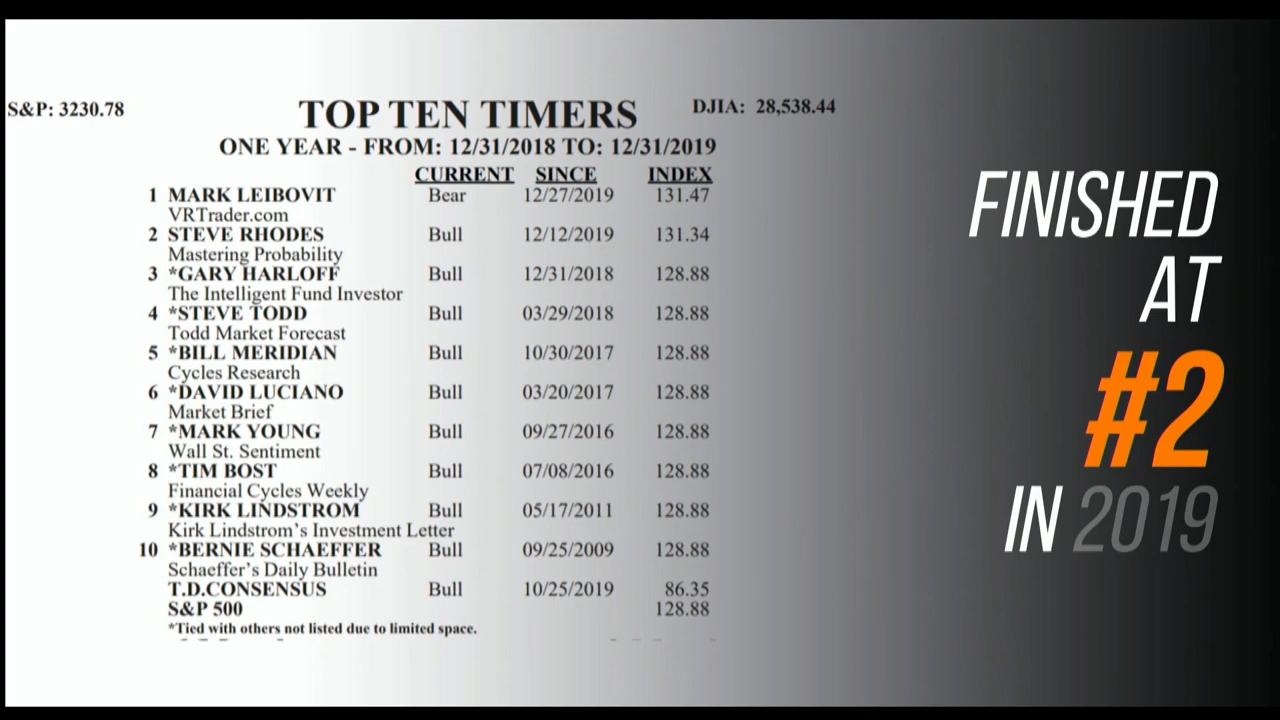 S&P: 3230.78
TOP TEN TIMERS
DJIA: 28,538.44
ONE YEAR - FROM: 12/31/2018 TO: 12/31/2019
CURRENT SINCE INDEX
1 MARK LEIBOVIT Bear 12/27/2019 131.47
VRTrader.com
2 STEVE RHODES Bull 12/12/2019 131.34
Mastering Probability
3 *GARY HARLOFF Bull 12/31/2018 128.88
The Intelligent Fund Investor
4 *STEVE TODD Bull 03/29/2018 128.88
Todd Market Forecast
5 *BILL MERIDIAN Bull 10/30/2017 128.88
Cycles Research
6 *DAVID LUCIANO Bull 03/20/2017 128.88
Market Brief
7 *MARK YOUNG Bull 09/27/2016 128.88
Wall St. Sentiment
8 *TIM BOST Bull 07/08/2016 128.88
Financial Cycles Weekly
9 *KIRK LINDSTROM Bull 05/17/2011 128.88
Kirk Lindstrom's Investment Letter
10 *BERNIE SCHAEFFER Bull 09/25/2009 128.88
Schaeffer's Daily Bulletin
T.D.CONSENSUS Bull 10/25/2019 86.35
S&P 500 128.88
*Tied with others not listed due to limited space.
FINISHED
AT
#2
IN 2019